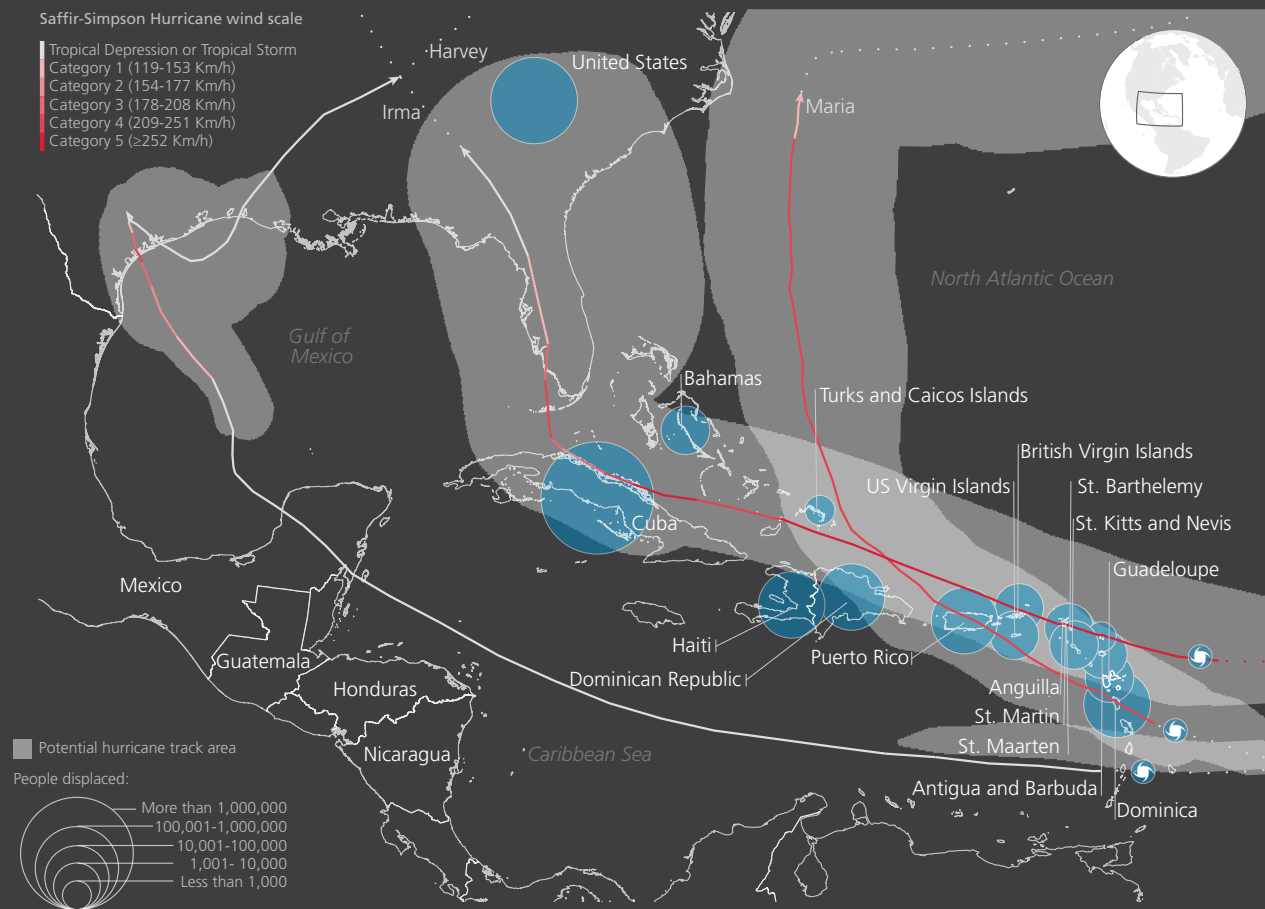 Saffir-Simpson Hurricane wind scale
Tropical Depression or Tropical Storm
Category 1 (119-153 Km/h)
Category 2 (154-177 Km/h)
Category 3 (178-208 Km/h)
Category 4 (209-251 Km/h)
Category 5 (≥252 Km/h)
Harvey
United States
Irma
Maria
North Atlantic Ocean
Gulf of
Mexico
Bahamas
Turks and Caicos Islands
British Virgin Islands
US Virgin Islands
St. Barthelemy
St. Kitts and Nevis
Cuba
Guadeloupe
Mexico
Haiti
Puerto Rico
Guatemala
Dominican Republic
Honduras
Anguilla
St. Martin
St. Maarten
Nicaragua
Caribbean Sea
Antigua and Barbuda
Dominica
Potential hurricane track area
People displaced:
More than 1,000,000
100,001-1,000,000
10,001-100,000
1,001- 10,000
Less than 1,000